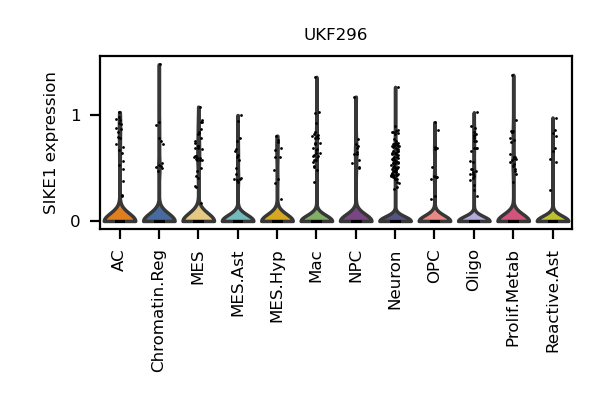 UKF296
SIKE1 expression
1
0
AC
Chromatin.Reg
MES
MES.Ast
MES.Hyp
Mac
NPC
Neuron
OPC
Oligo
Prolif.Metab
Reactive.Ast